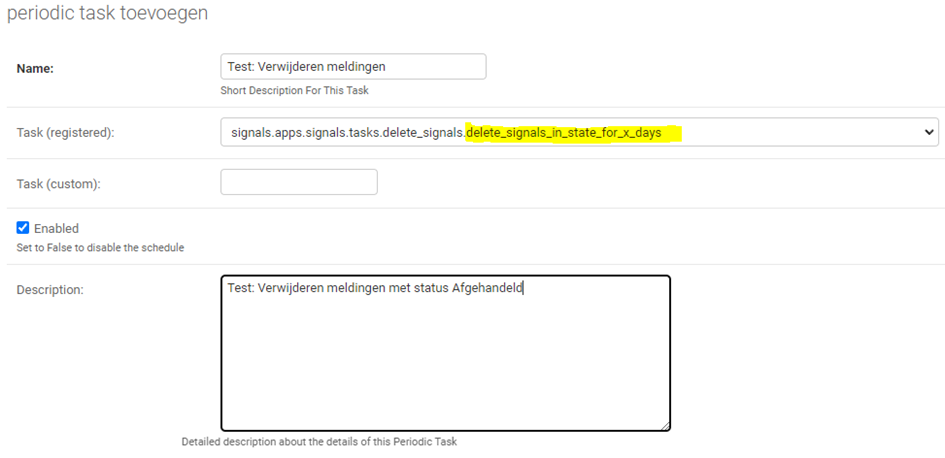 periodic task toevoegen
Name:
Test: Verwijderen meldingen
Short Description For This Task
Task (registered):
signals.apps.signals.tasks.delete_signals.delete_signals_in_state_for_x_days
Task (custom):
Enabled
Set to False to disable the schedule
Description:
Test: Verwijderen meldingen met status Afgehandeld
Detailed description about the details of this Periodic Task